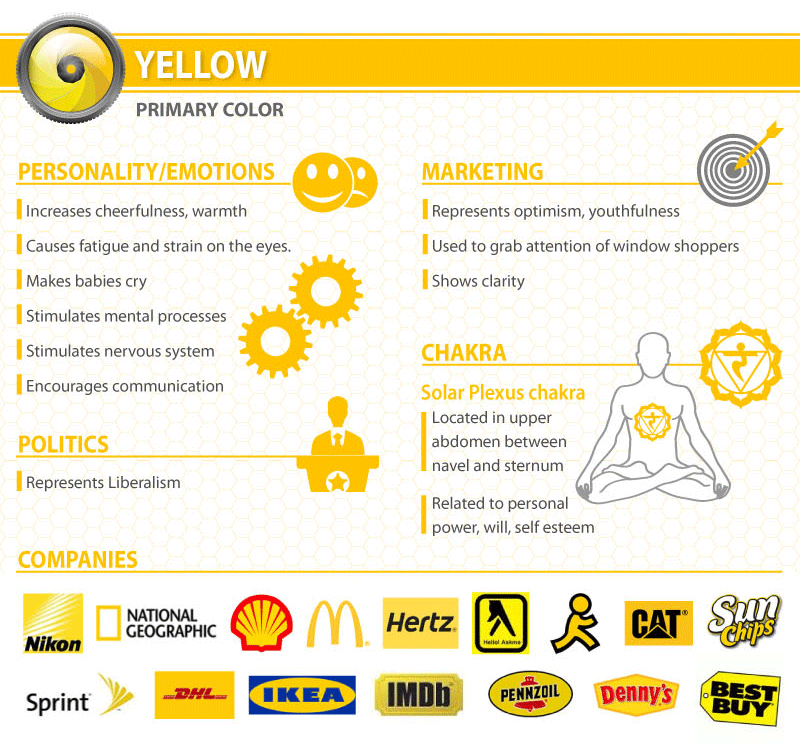 YELLOW
PRIMARY COLOR
PERSONALITY/EMOTIONS
Increases cheerfulness, warmth
Causes fatigue and strain on the eyes.
Makes babies cry
Stimulates mental processes
Stimulates nervous system
Encourages communication
POLITICS
Represents Liberalism
MARKETING
Represents optimism, youthfulness
Used to grab attention of window shoppers
Shows clarity
CHAKRA
Solar Plexus chakra
Located in upper
abdomen between
navel and sternum
Related to personal
power, will, self esteem
COMPANIES
Nikon
NATIONAL
GEOGRAPHIC
M
Hertz
Hello! Askme
CAT
Sun
Chips
Sprint
DHL
IKEA
IMDb
PENNZOIL
Denny's
BEST
BUY